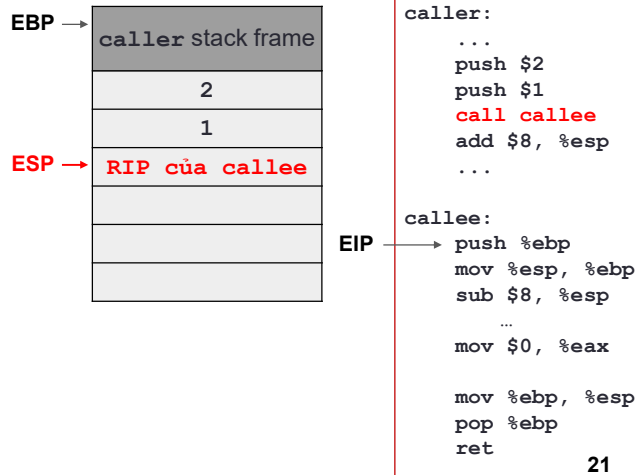 EBP
caller stack frame
2
1
ESP
RIP của callee
caller:
...
push $2
push $1
call callee
add $8, %esp
...
callee:
EIP
push %ebp
mov %esp, %ebp
sub $8, %esp
…
mov $0, %eax
mov %ebp, %esp
pop %ebp
ret
21